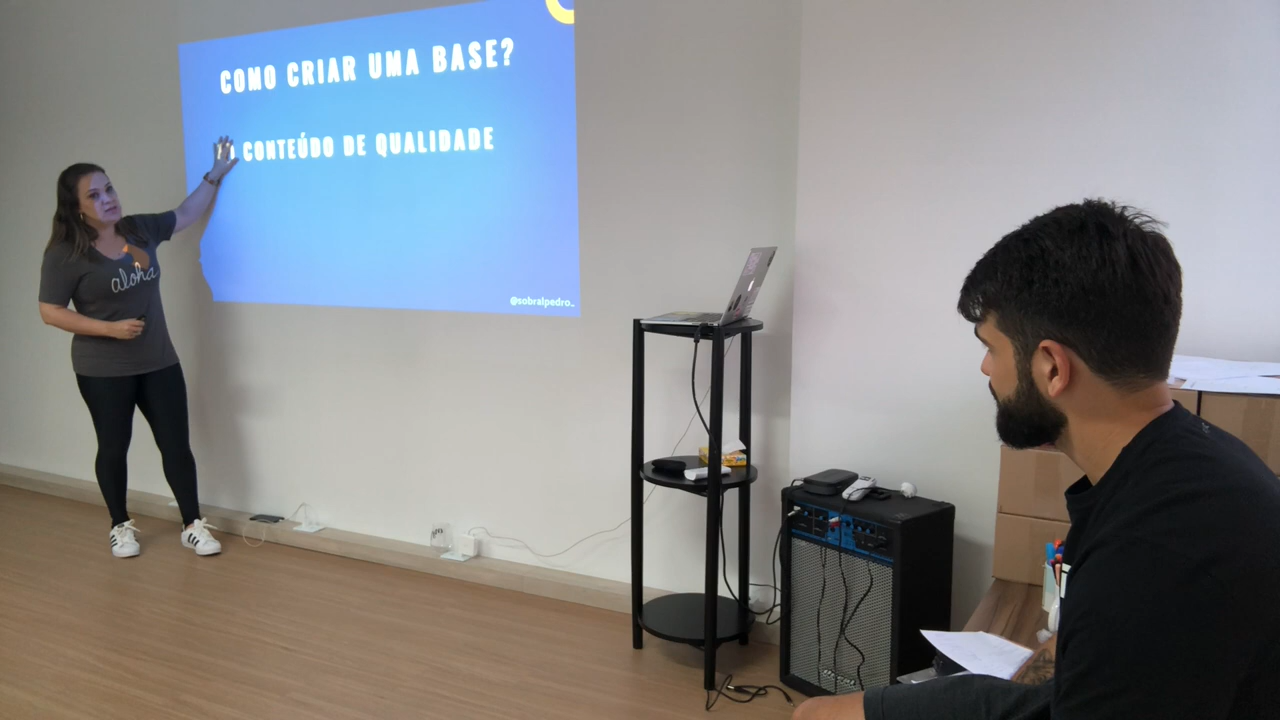 COMO CRIAR UMA BASE?
CONTEÚDO DE QUALIDADE
@sobralpedro_
aloha